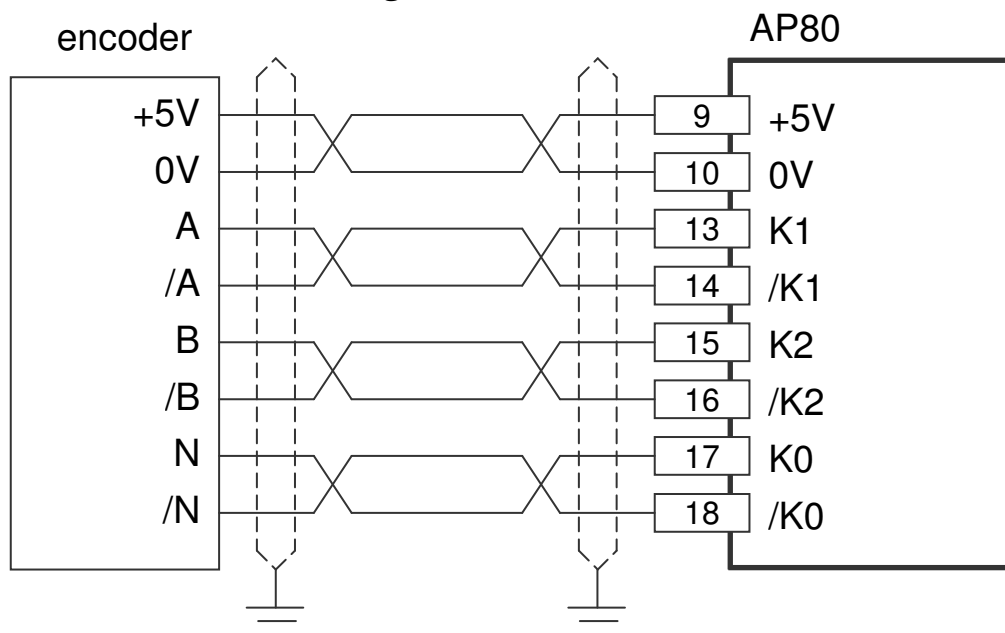 encoder
AP80
+5V 9 +5V
0V 10 0V
A 13 K1
/A 14 /K1
B 15 K2
/B 16 /K2
N 17 K0
/N 18 /K0